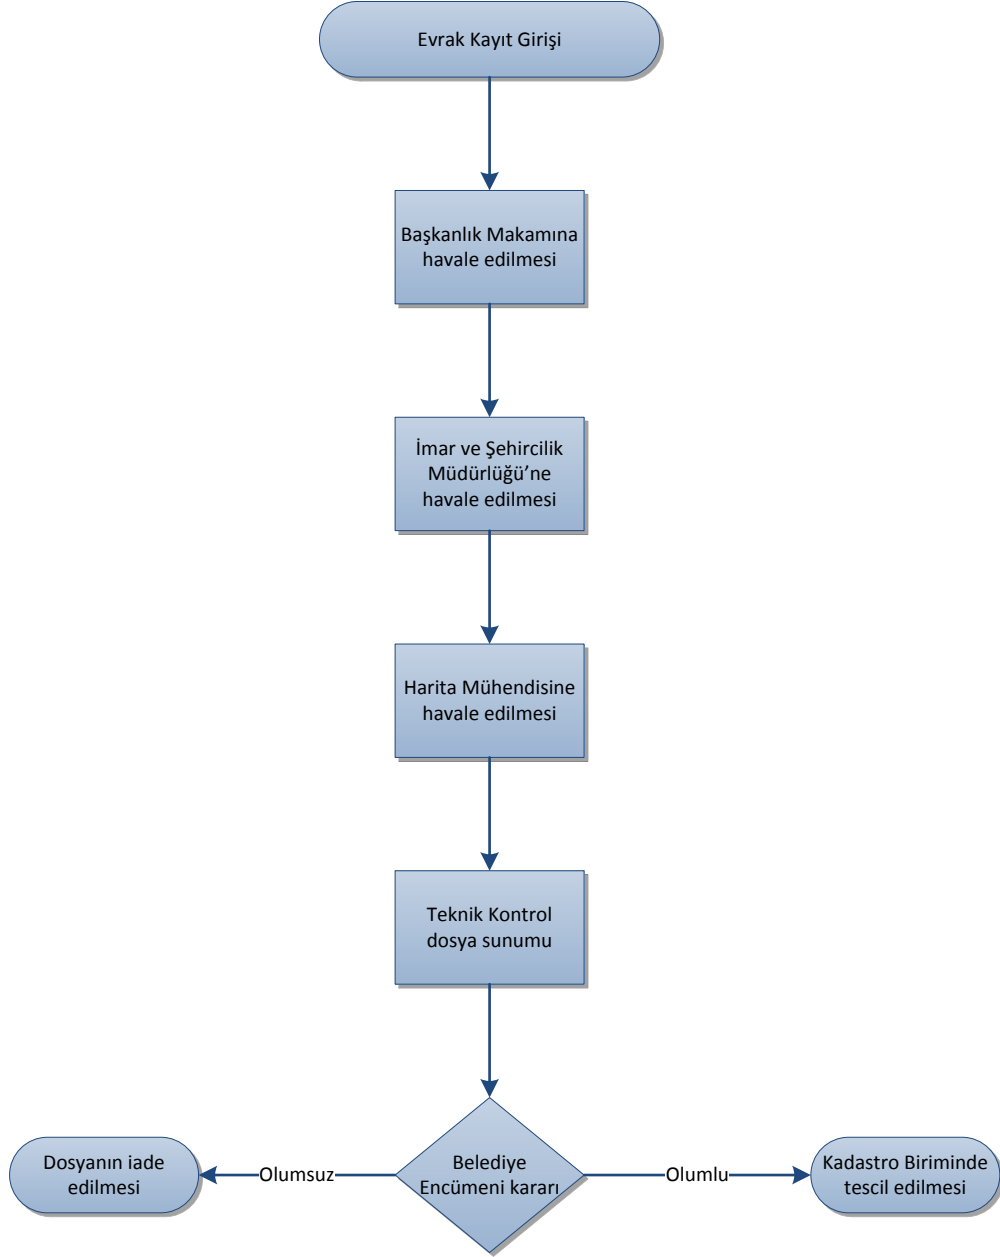 Evrak Kayıt Girişi
Başkanlık Makamına
havale edilmesi
İmar ve Şehircilik
Müdürlüğü’ne
havale edilmesi
Harita Mühendisine
havale edilmesi
Teknik Kontrol
dosya sunumu
Dosyanın iade
edilmesi
Olumsuz
Belediye
Encümeni kararı
Olumlu
Kadastro Biriminde
tescil edilmesi